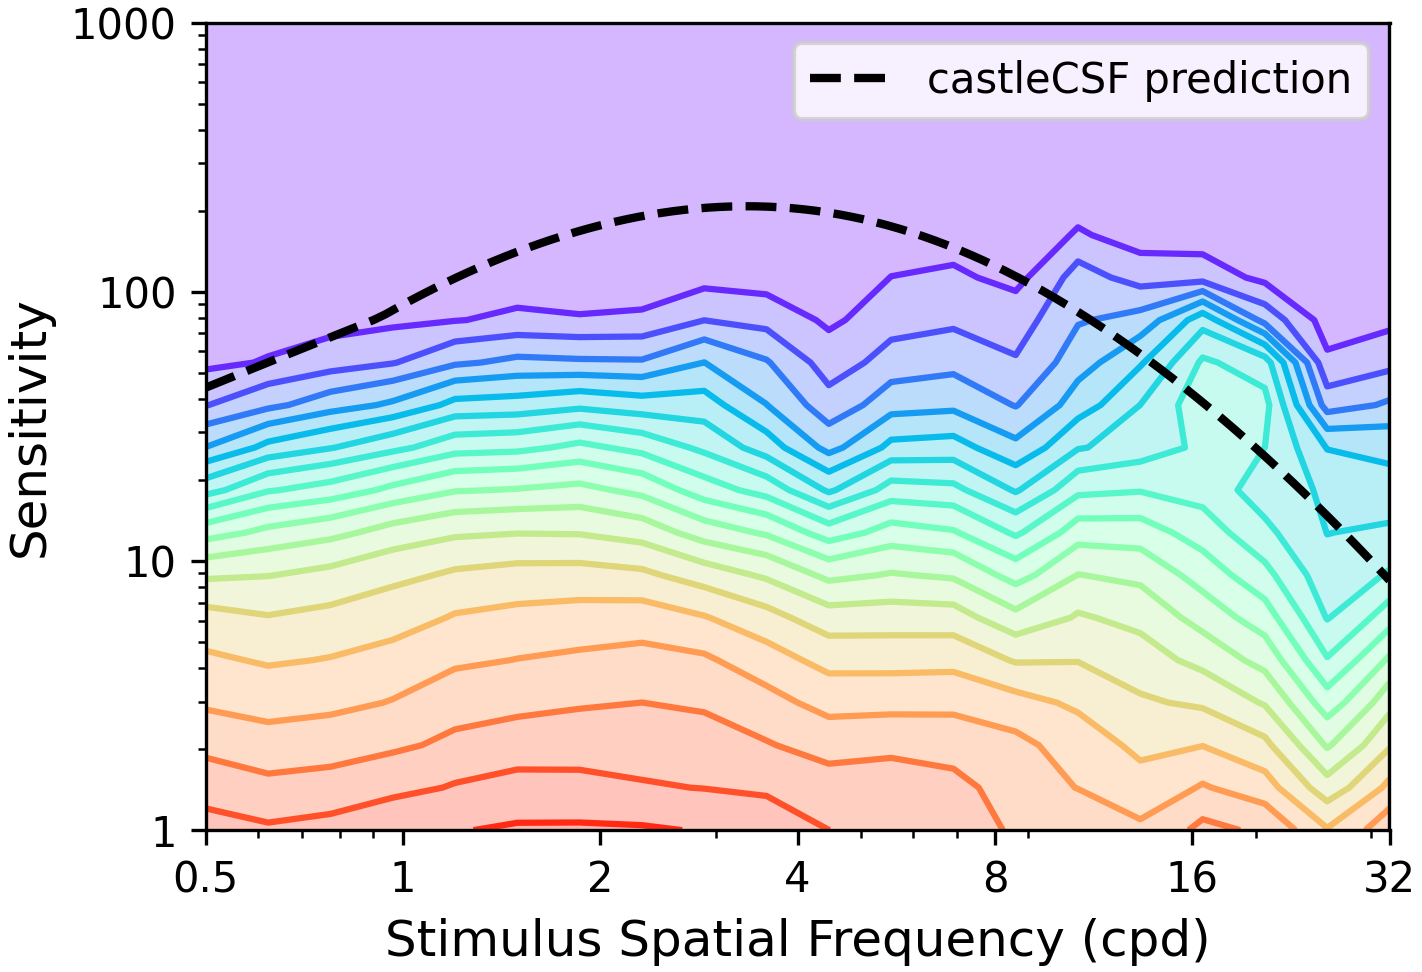 1000
castleCSF prediction
100
Sensitivity
10
1
0.5 1 2 4 8 16 32
Stimulus Spatial Frequency (cpd)